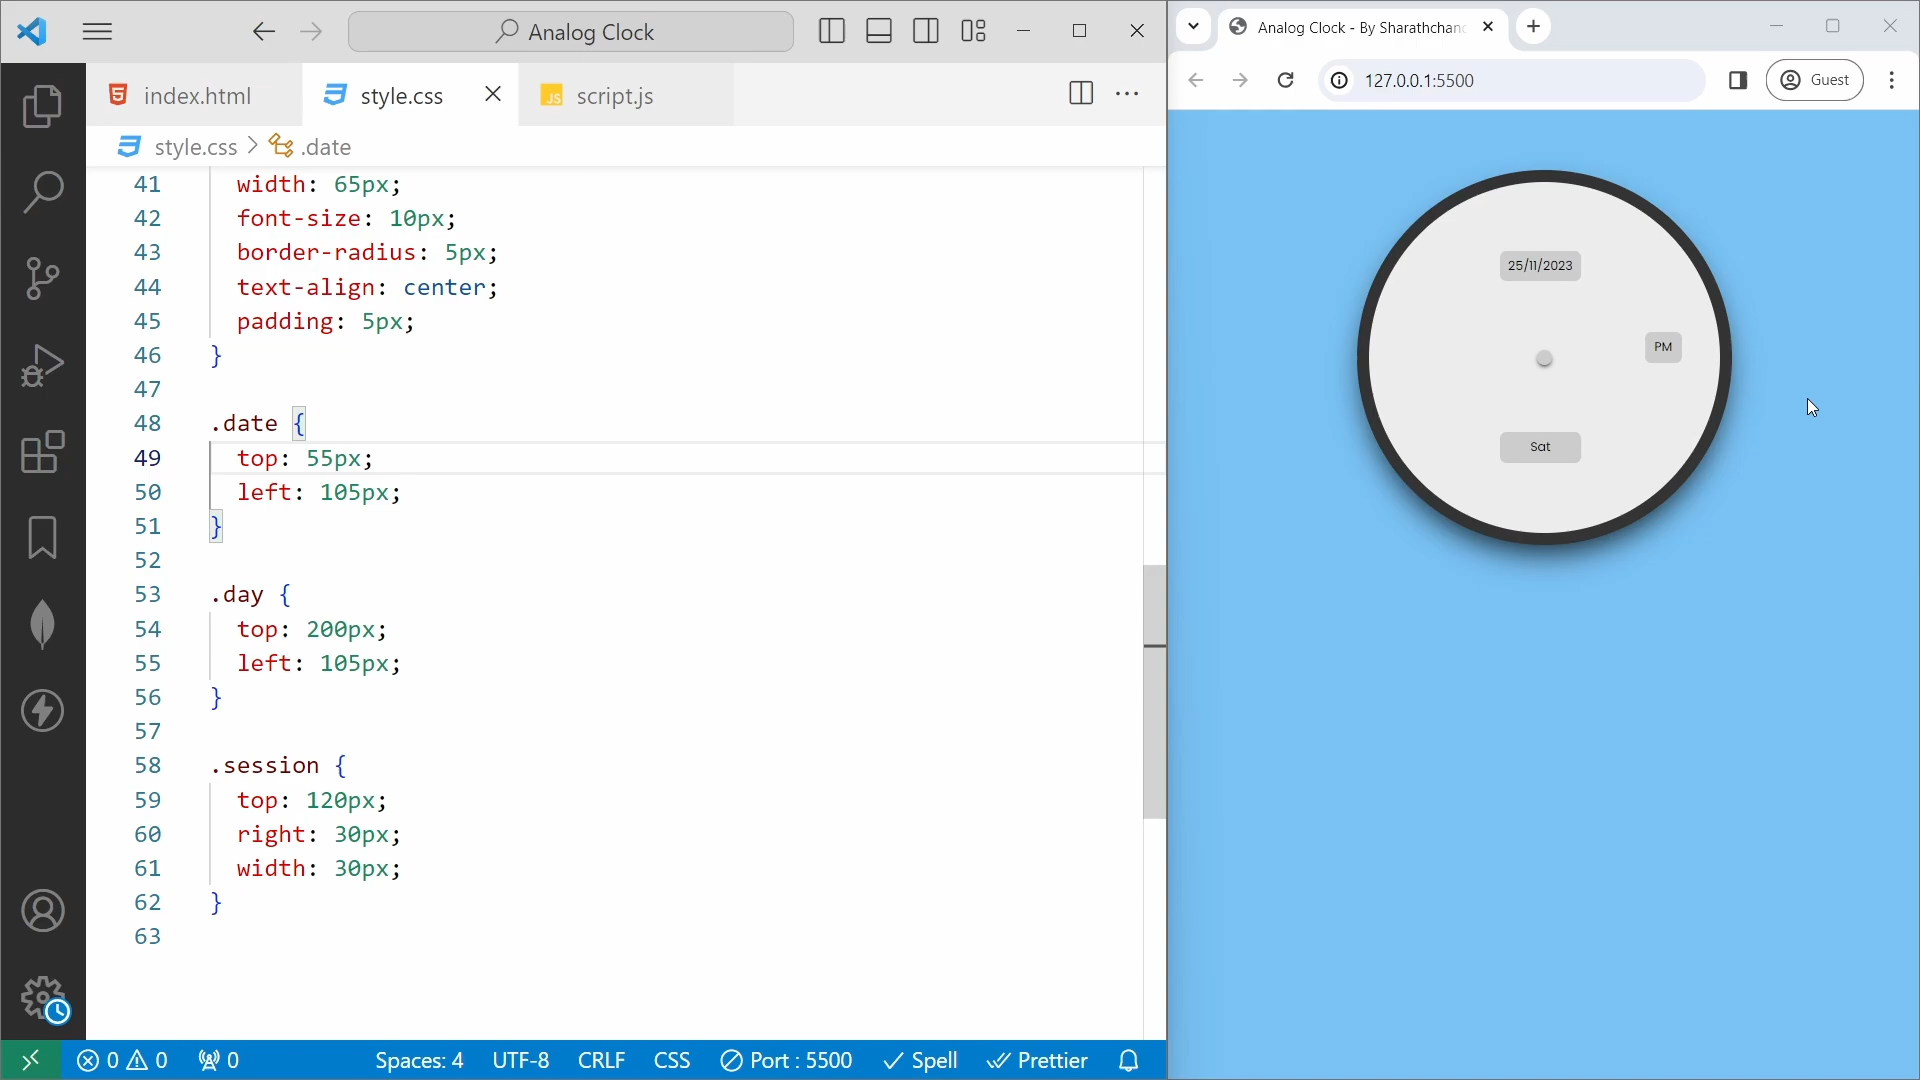 Analog Clock
index.html
style.css
JS script.js
style.css > .date
41 width: 65px;
42 font-size: 10px;
43 border-radius: 5px;
44 text-align: center;
45 padding: 5px;
46 }
47
48 .date {
49 top: 55px;
50 left: 105px;
51 }
52
53 .day {
54 top: 200px;
55 left: 105px;
56 }
57
58 .session {
59 top: 120px;
60 right: 30px;
61 width: 30px;
62 }
63
0 0 0 Spaces: 4 UTF-8 CRLF CSS Port : 5500 Spell Prettier
Analog Clock - By Sharathchan
127.0.0.1:5500
Guest
25/11/2023
PM
Sat